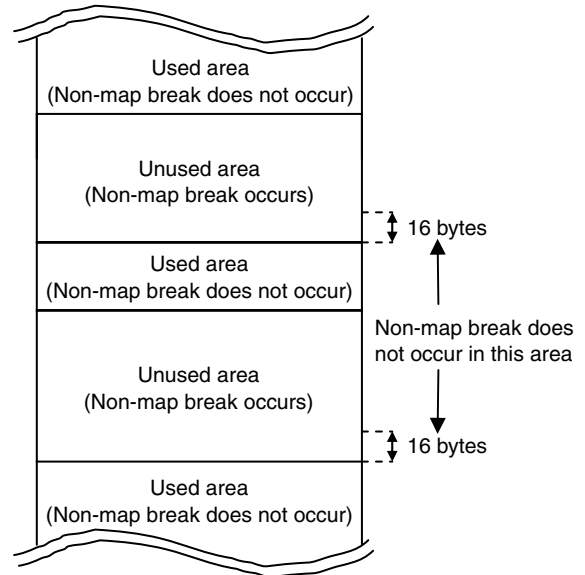 Used area
(Non-map break does not occur)
Unused area
(Non-map break occurs)
16 bytes
Used area
(Non-map break does not occur)
Non-map break does
not occur in this area
Unused area
(Non-map break occurs)
16 bytes
Used area
(Non-map break does not occur)